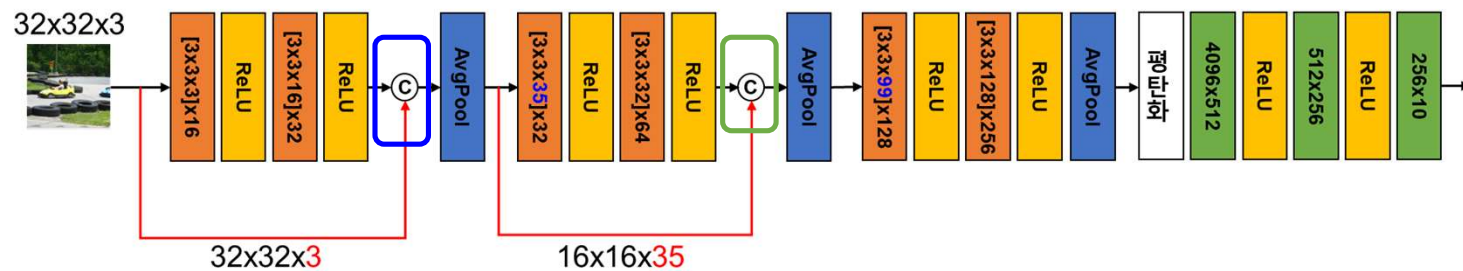 32x32x3
[3x3x3]x16
ReLU
[3x3x16]x32
ReLU
C
AvgPool
[3x3x35]x32
ReLU
[3x3x32]x64
ReLU
C
AvgPool
[3x3x99]x128
ReLU
[3x3x128]x256
ReLU
AvgPool
평탄화
4096x512
ReLU
512x256
ReLU
256x10
32x32x3
16x16x35